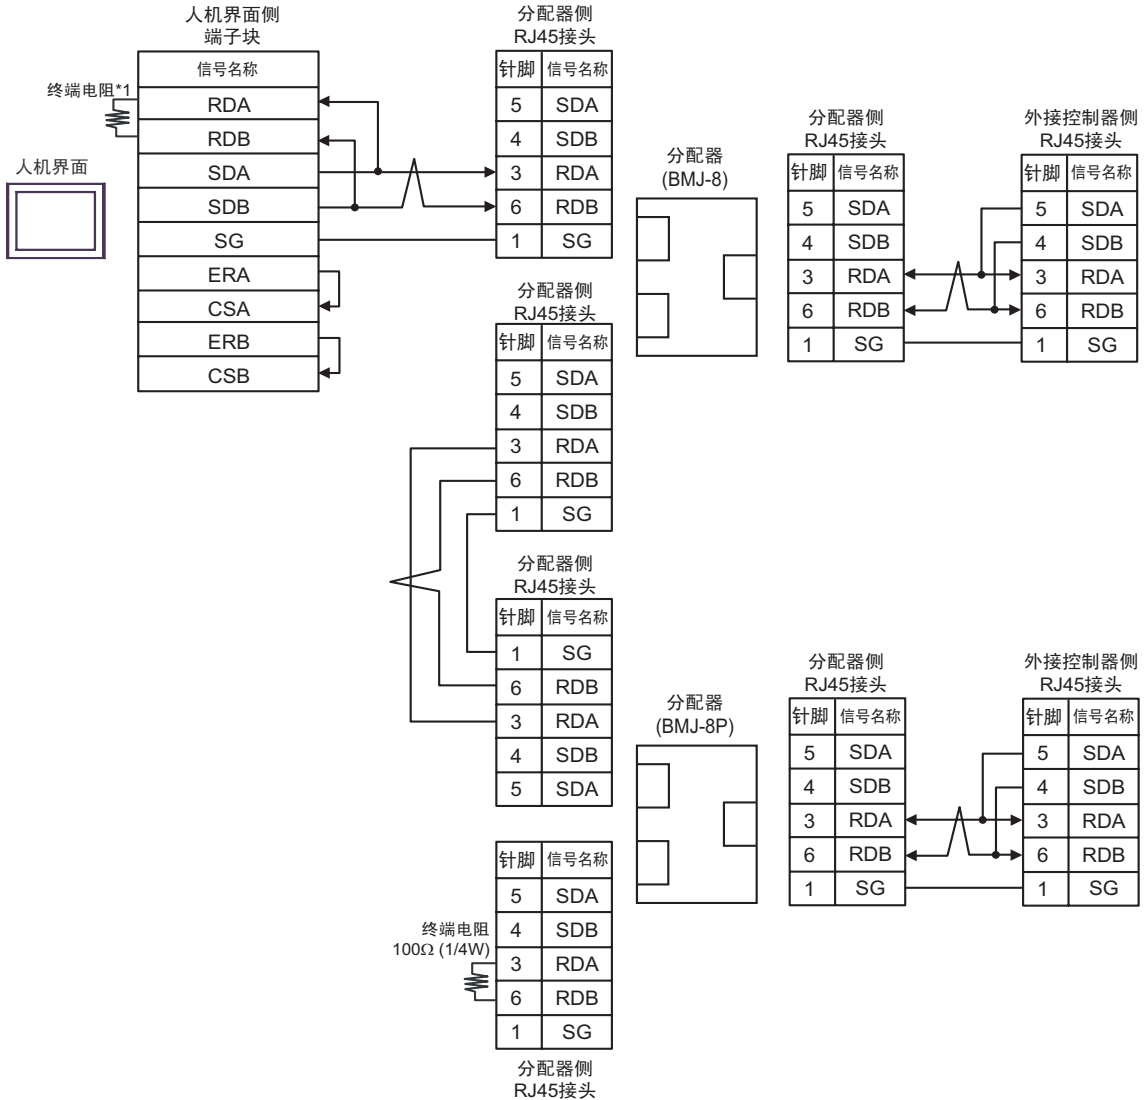 人机界面侧
端子块
信号名称
终端电阻*1
RDA
RDB
SDA
SDB
SG
ERA
CSA
ERB
CSB
人机界面
分配器侧
RJ45接头
针脚 信号名称
5 SDA
4 SDB
3 RDA
6 RDB
1 SG
分配器
(BMJ-8)
分配器侧
RJ45接头
针脚 信号名称
5 SDA
4 SDB
3 RDA
6 RDB
1 SG
外接控制器侧
RJ45接头
针脚 信号名称
5 SDA
4 SDB
3 RDA
6 RDB
1 SG
分配器侧
RJ45接头
针脚 信号名称
5 SDA
4 SDB
3 RDA
6 RDB
1 SG
分配器侧
RJ45接头
针脚 信号名称
1 SG
6 RDB
3 RDA
4 SDB
5 SDA
分配器
(BMJ-8P)
分配器侧
RJ45接头
针脚 信号名称
5 SDA
4 SDB
3 RDA
6 RDB
1 SG
外接控制器侧
RJ45接头
针脚 信号名称
5 SDA
4 SDB
3 RDA
6 RDB
1 SG
针脚 信号名称
5 SDA
4 SDB
3 RDA
6 RDB
1 SG
终端电阻
100Ω (1/4W)
分配器侧
RJ45接头